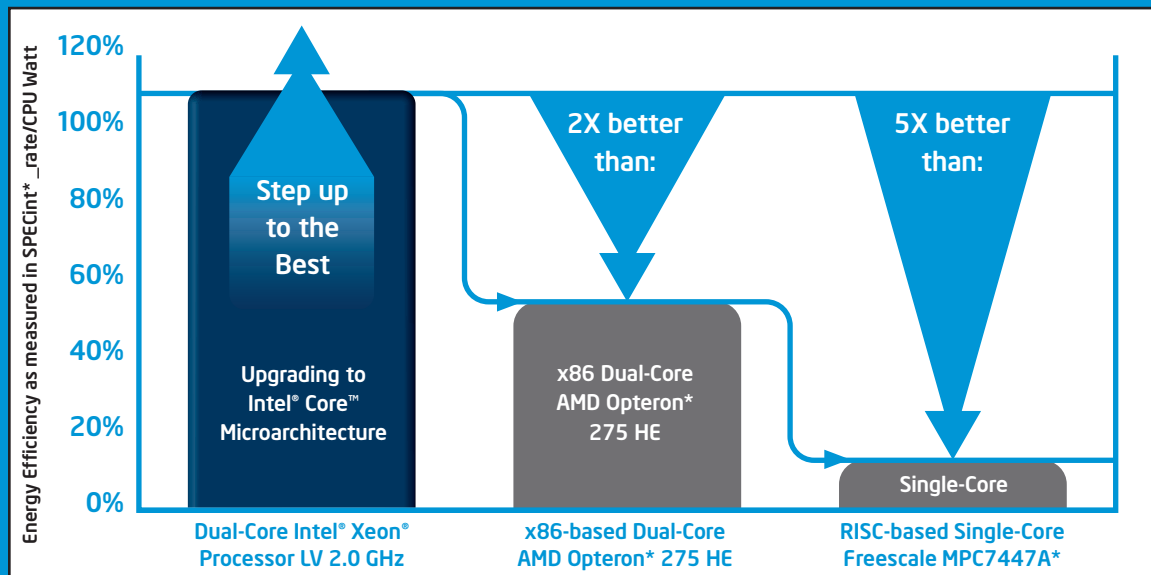 Energy Efficiency as measured in SPECint* _rate/CPU Watt
120%
100%
80%
60%
40%
20%
0%
Step up
to the
Best
Upgrading to
Intel® Core™
Microarchitecture
2X better
than:
x86 Dual-Core
AMD Opteron*
275 HE
5X better
than:
Single-Core
Dual-Core Intel® Xeon®
Processor LV 2.0 GHz
x86-based Dual-Core
AMD Opteron* 275 HE
RISC-based Single-Core
Freescale MPC7447A*